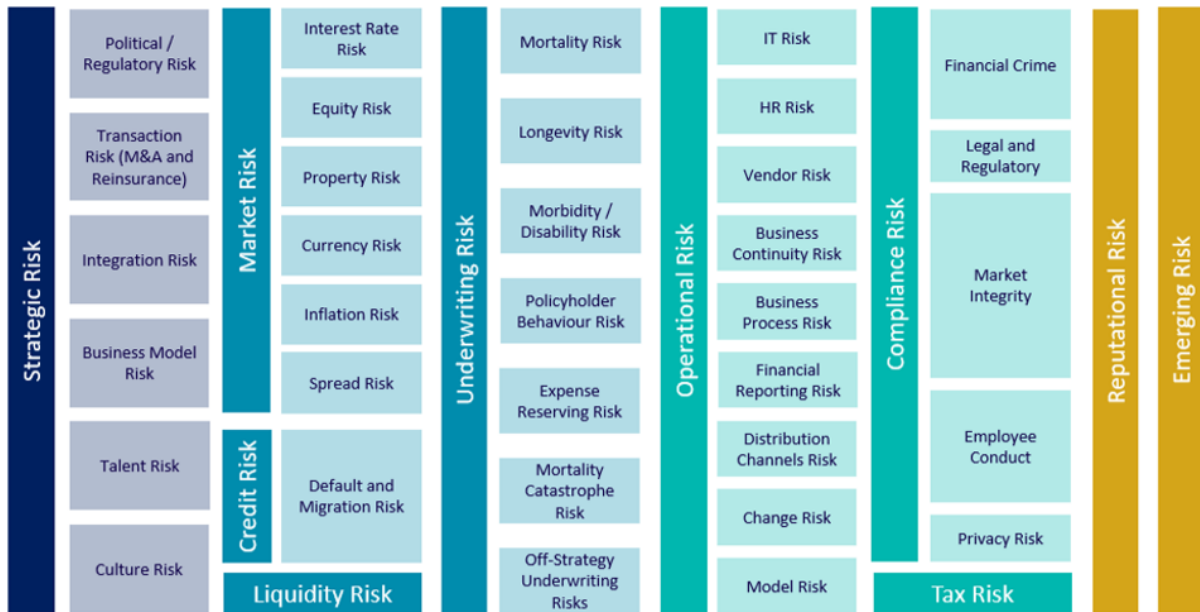 Strategic Risk
Political /
Regulatory Risk
Transaction
Risk (M&A and
Reinsurance)
Integration Risk
Business Model
Risk
Talent Risk
Culture Risk
Market Risk
Interest Rate
Risk
Equity Risk
Property Risk
Currency Risk
Inflation Risk
Spread Risk
Credit Risk
Default and
Migration Risk
Liquidity Risk
Underwriting Risk
Mortality Risk
Longevity Risk
Morbidity /
Disability Risk
Policyholder
Behaviour Risk
Expense
Reserving Risk
Mortality
Catastrophe
Risk
Off-Strategy
Underwriting
Risks
Operational Risk
IT Risk
HR Risk
Vendor Risk
Business
Continuity Risk
Business
Process Risk
Financial
Reporting Risk
Distribution
Channels Risk
Change Risk
Model Risk
Compliance Risk
Financial Crime
Legal and
Regulatory
Market
Integrity
Employee
Conduct
Privacy Risk
Tax Risk
Reputational Risk
Emerging Risk